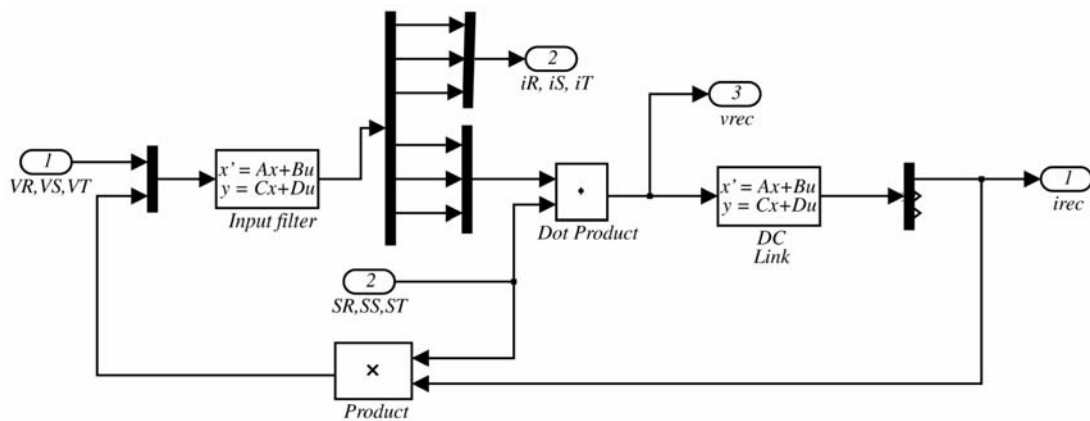 2
iR, iS, iT
3
vrec
1
VR,VS,VT
x' = Ax+Bu
y = Cx+Du
Input filter
Dot Product
x' = Ax+Bu
y = Cx+Du
DC
Link
1
irec
2
SR,SS,ST
×
Product